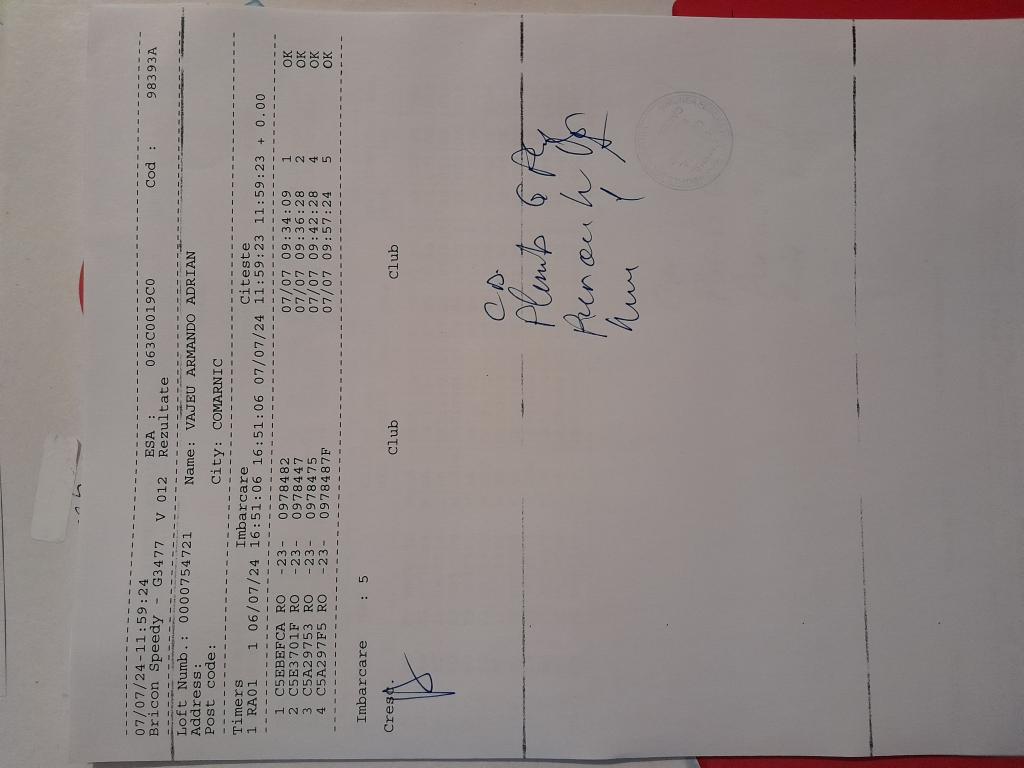 07/07/24-11:59:24
Bricon Speedy - G3477 V 012 ESA : 063C0019C0 Cod : 98393A
Rezultate
Loft Numb.: 0000754721 Name: VAJEU ARMANDO ADRIAN
Address:
Post code: City: COMARNIC
Timers Imbarcare Citeste
1 RA01 1 06/07/24 16:51:06 16:51:06 07/07/24 11:59:23 11:59:23 + 0.00
1 C5EBEFCA RO -23- 0978482 07/07 09:34:09 1 OK
2 C5E3701F RO -23- 0978447 07/07 09:36:28 2 OK
3 C5A29753 RO -23- 0978475 07/07 09:42:28 4 OK
4 C5A297F5 RO -23- 0978487F 07/07 09:57:24 5 OK
Imbarcare : 5
Cresc. Club Club